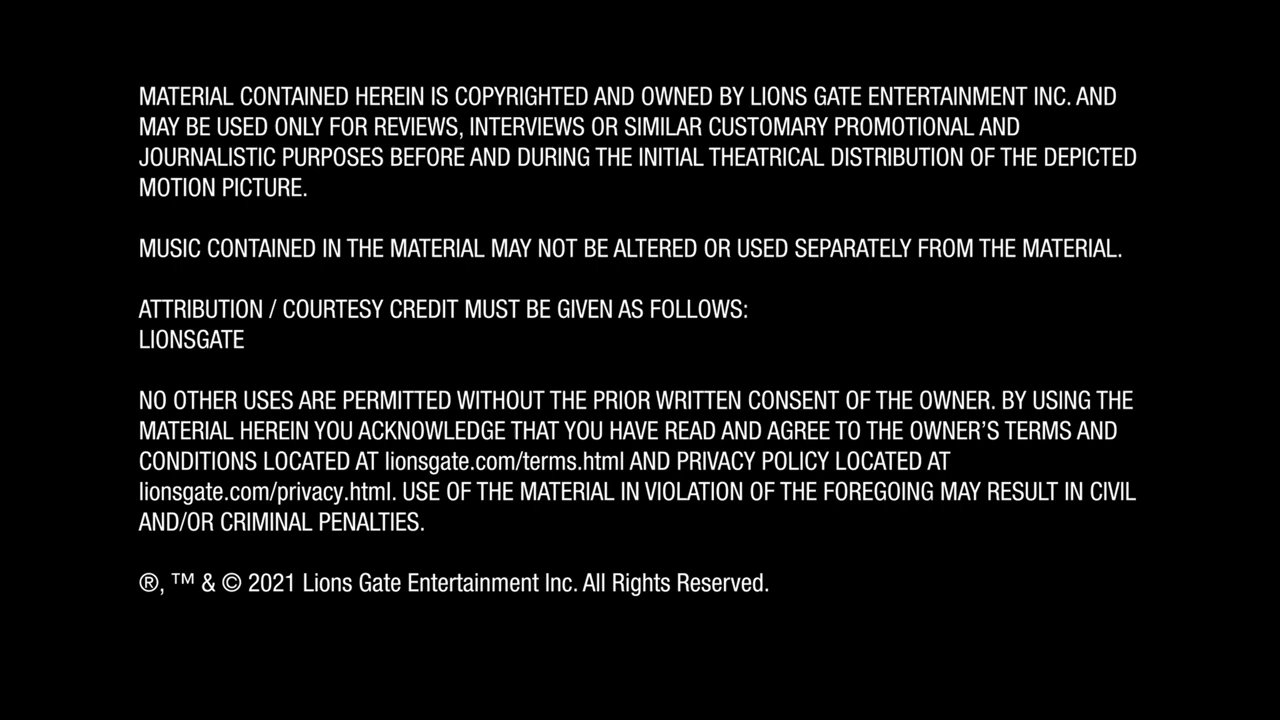 MATERIAL CONTAINED HEREIN IS COPYRIGHTED AND OWNED BY LIONS GATE ENTERTAINMENT INC. AND
MAY BE USED ONLY FOR REVIEWS, INTERVIEWS OR SIMILAR CUSTOMARY PROMOTIONAL AND
JOURNALISTIC PURPOSES BEFORE AND DURING THE INITIAL THEATRICAL DISTRIBUTION OF THE DEPICTED
MOTION PICTURE.
MUSIC CONTAINED IN THE MATERIAL MAY NOT BE ALTERED OR USED SEPARATELY FROM THE MATERIAL.
ATTRIBUTION / COURTESY CREDIT MUST BE GIVEN AS FOLLOWS:
LIONSGATE
NO OTHER USES ARE PERMITTED WITHOUT THE PRIOR WRITTEN CONSENT OF THE OWNER. BY USING THE
MATERIAL HEREIN YOU ACKNOWLEDGE THAT YOU HAVE READ AND AGREE TO THE OWNER’S TERMS AND
CONDITIONS LOCATED AT lionsgate.com/terms.html AND PRIVACY POLICY LOCATED AT
lionsgate.com/privacy.html. USE OF THE MATERIAL IN VIOLATION OF THE FOREGOING MAY RESULT IN CIVIL
AND/OR CRIMINAL PENALTIES.
®, ™ & © 2021 Lions Gate Entertainment Inc. All Rights Reserved.